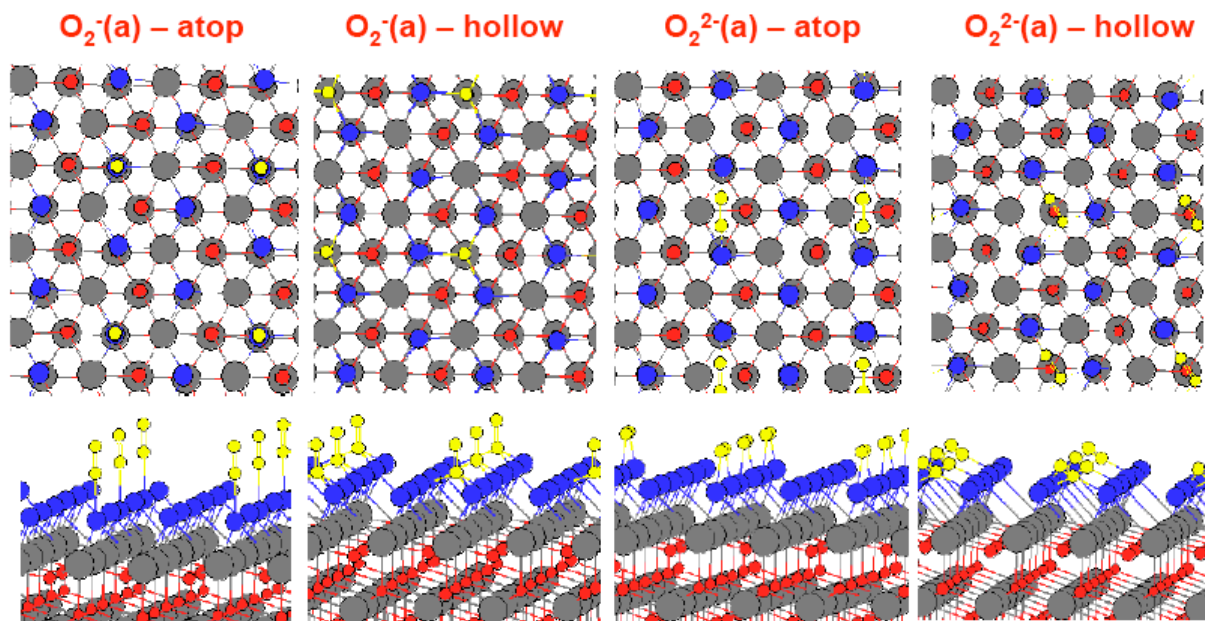 O₂⁻(a) – atop
O₂⁻(a) – hollow
O₂²⁻(a) – atop
O₂²⁻(a) – hollow